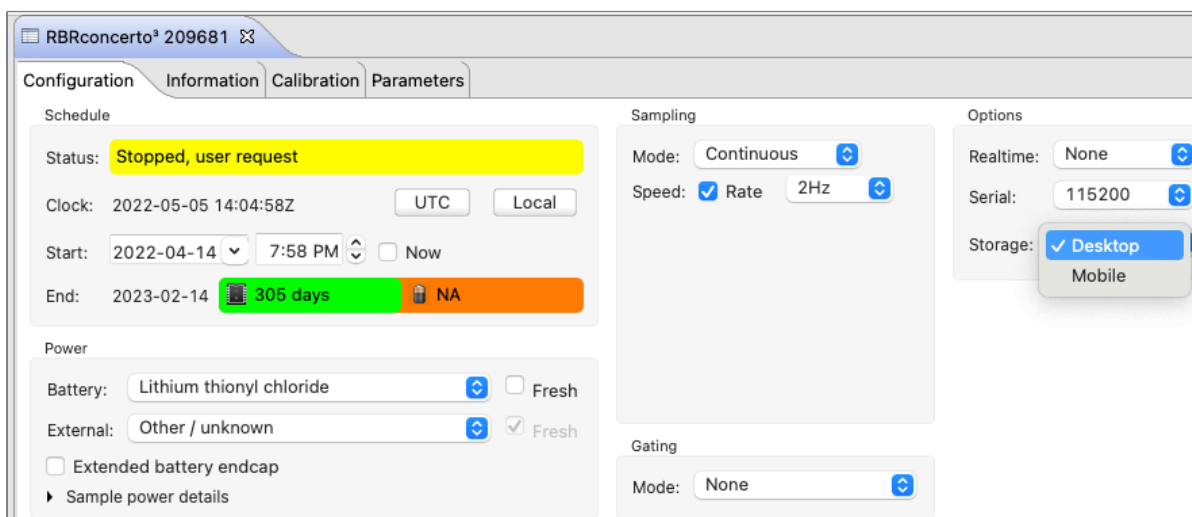 RBRconcerto³ 209681
Configuration Information Calibration Parameters
Schedule
Status: Stopped, user request
Clock: 2022-05-05 14:04:58Z UTC Local
Start: 2022-04-14 7:58 PM Now
End: 2023-02-14 305 days NA
Power
Battery: Lithium thionyl chloride Fresh
External: Other / unknown Fresh
Extended battery endcap
Sample power details
Sampling
Mode: Continuous
Speed: Rate 2Hz
Gating
Mode: None
Options
Realtime: None
Serial: 115200
Storage: Desktop
Mobile